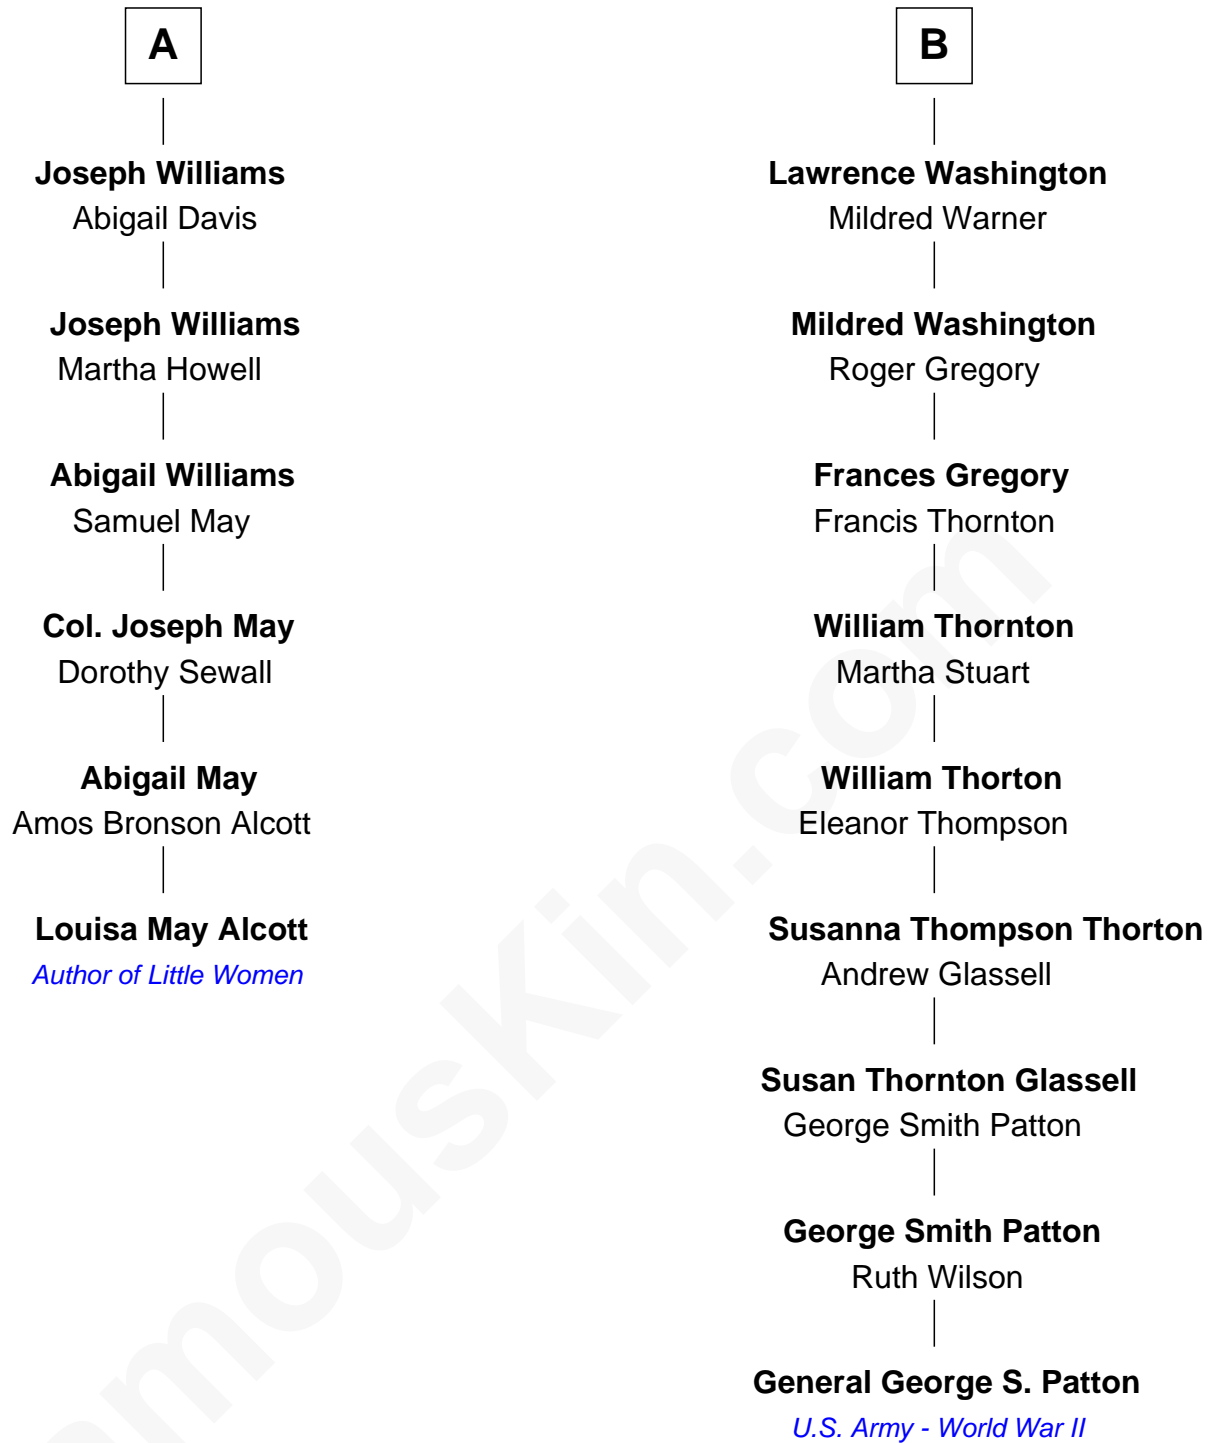 A
Joseph Williams
Abigail Davis
Joseph Williams
Martha Howell
Abigail Williams
Samuel May
Col. Joseph May
Dorothy Sewall
Abigail May
Amos Bronson Alcott
Louisa May Alcott
Author of Little Women
B
Lawrence Washington
Mildred Warner
Mildred Washington
Roger Gregory
Frances Gregory
Francis Thornton
William Thornton
Martha Stuart
William Thorton
Eleanor Thompson
Susanna Thompson Thorton
Andrew Glassell
Susan Thornton Glassell
George Smith Patton
George Smith Patton
Ruth Wilson
General George S. Patton
U.S. Army - World War II
amouskin.com